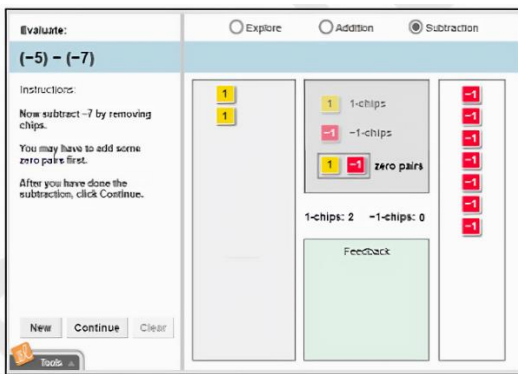 Evaluate:
Explore
Addition
Subtraction
(−5) − (−7)
Instructions:
Now subtract −7 by removing
chips.
You may have to add some
zero pairs first.
After you have done the
subtraction, click Continue.
New
Continue
Clear
Tools
1
1
1 1-chips
−1 −1-chips
1 −1 zero pairs
1-chips: 2 −1-chips: 0
Feedback
−1
−1
−1
−1
−1
−1
−1